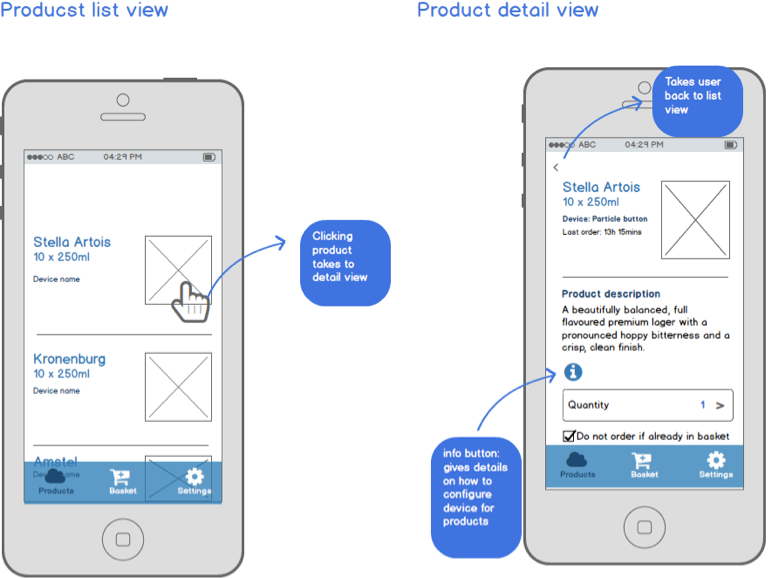 Producst list view
Product detail view
ABC 04:29 PM
Stella Artois
10 x 250ml
Device name
Kronenburg
10 x 250ml
Device name
Amstel
Device name
Products
Basket
Settings
Clicking
product
takes to
detail view
Takes user
back to list
view
ABC 04:29 PM
<
Stella Artois
10 x 250ml
Device: Particle button
Last order: 13h 15mins
Product description
A beautifully balanced, full
flavoured premium lager with a
pronounced hoppy bitterness and a
crisp, clean finish.
i
Quantity 1 >
Do not order if already in basket
Products
Basket
Settings
info button:
gives details
on how to
configure
device for
products